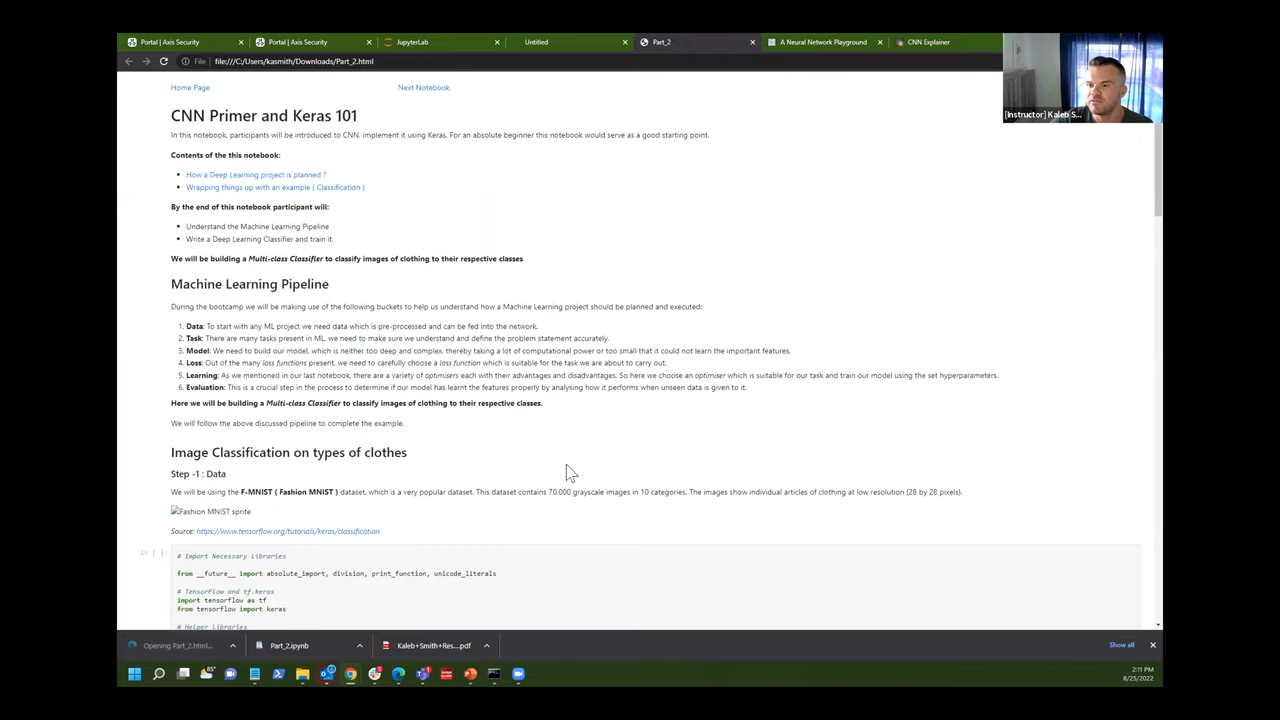 Portal | Axis Security
Portal | Axis Security
JupyterLab
Untitled
Part_2
A Neural Network Playground
CNN Explainer
File
file:///C:/Users/kasmith/Downloads/Part_2.html
[Instructor] Kaleb S...
Home Page
Next Notebook
CNN Primer and Keras 101
In this notebook, participants will be introduced to CNN, implement it using Keras. For an absolute beginner this notebook would serve as a good starting point.
Contents of the this notebook:
How a Deep Learning project is planned ?
Wrapping things up with an example ( Classification )
By the end of this notebook participant will:
Understand the Machine Learning Pipeline
Write a Deep Learning Classifier and train it.
We will be building a Multi-class Classifier to classify images of clothing to their respective classes
Machine Learning Pipeline
During the bootcamp we will be making use of the following buckets to help us understand how a Machine Learning project should be planned and executed:
1. Data: To start with any ML project we need data which is pre-processed and can be fed into the network.
2. Task: There are many tasks present in ML, we need to make sure we understand and define the problem statement accurately.
3. Model: We need to build our model, which is neither too deep and complex, thereby taking a lot of computational power or too small that it could not learn the important features.
4. Loss: Out of the many loss functions present, we need to carefully choose a loss function which is suitable for the task we are about to carry out.
5. Learning: As we mentioned in our last notebook, there are a variety of optimisers each with their advantages and disadvantages. So here we choose an optimiser which is suitable for our task and train our model using the set hyperparameters.
6. Evaluation: This is a crucial step in the process to determine if our model has learnt the features properly by analysing how it performs when unseen data is given to it.
Here we will be building a Multi-class Classifier to classify images of clothing to their respective classes.
We will follow the above discussed pipeline to complete the example.
Image Classification on types of clothes
Step -1 : Data
We will be using the F-MNIST ( Fashion MNIST ) dataset, which is a very popular dataset. This dataset contains 70,000 grayscale images in 10 categories. The images show individual articles of clothing at low resolution (28 by 28 pixels).
Fashion MNIST sprite
Source: https://www.tensorflow.org/tutorials/keras/classification
In [ ]:
# Import Necessary Libraries
from __future__ import absolute_import, division, print_function, unicode_literals
# TensorFlow and tf.keras
import tensorflow as tf
from tensorflow import keras
# Helper libraries
Opening Part_2.html...
Part_2.ipynb
Kaleb+Smith+Res....pdf
Show all
85°
2:11 PM
8/25/2022